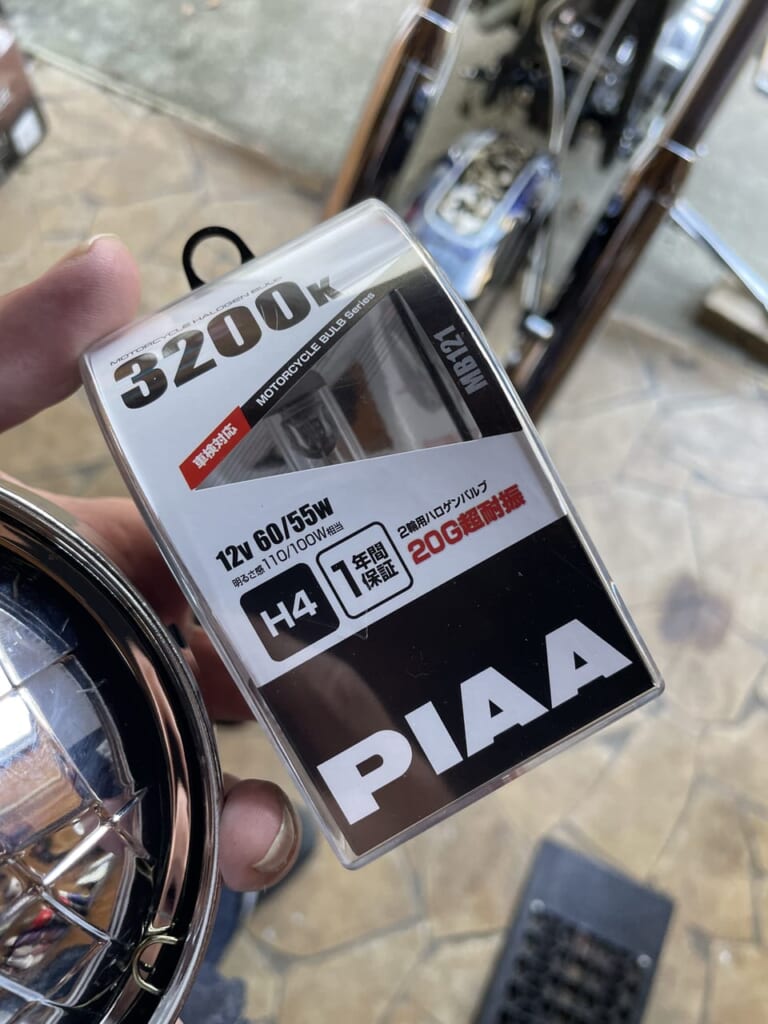 MOTORCYCLE HALOGEN BULB
3200K
MOTORCYCLE BULB Series
MB121
車検対応
12V 60/55W
明るさ感110/100W相当
H4
1年間
保証
2輪用ハロゲンバルブ
20G超耐振
PIAA